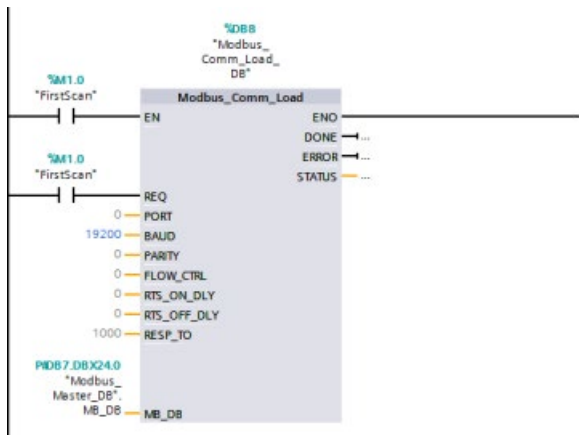 %DB8
"Modbus_
Comm_Load_
DB"
%M1.0
"FirstScan"
Modbus_Comm_Load
EN
ENO
DONE
...
ERROR
...
STATUS
...
%M1.0
"FirstScan"
REQ
0
PORT
19200
BAUD
0
PARITY
0
FLOW_CTRL
0
RTS_ON_DLY
0
RTS_OFF_DLY
1000
RESP_TO
P#DB7.DBX24.0
"Modbus_
Master_DB".
MB_DB
MB_DB